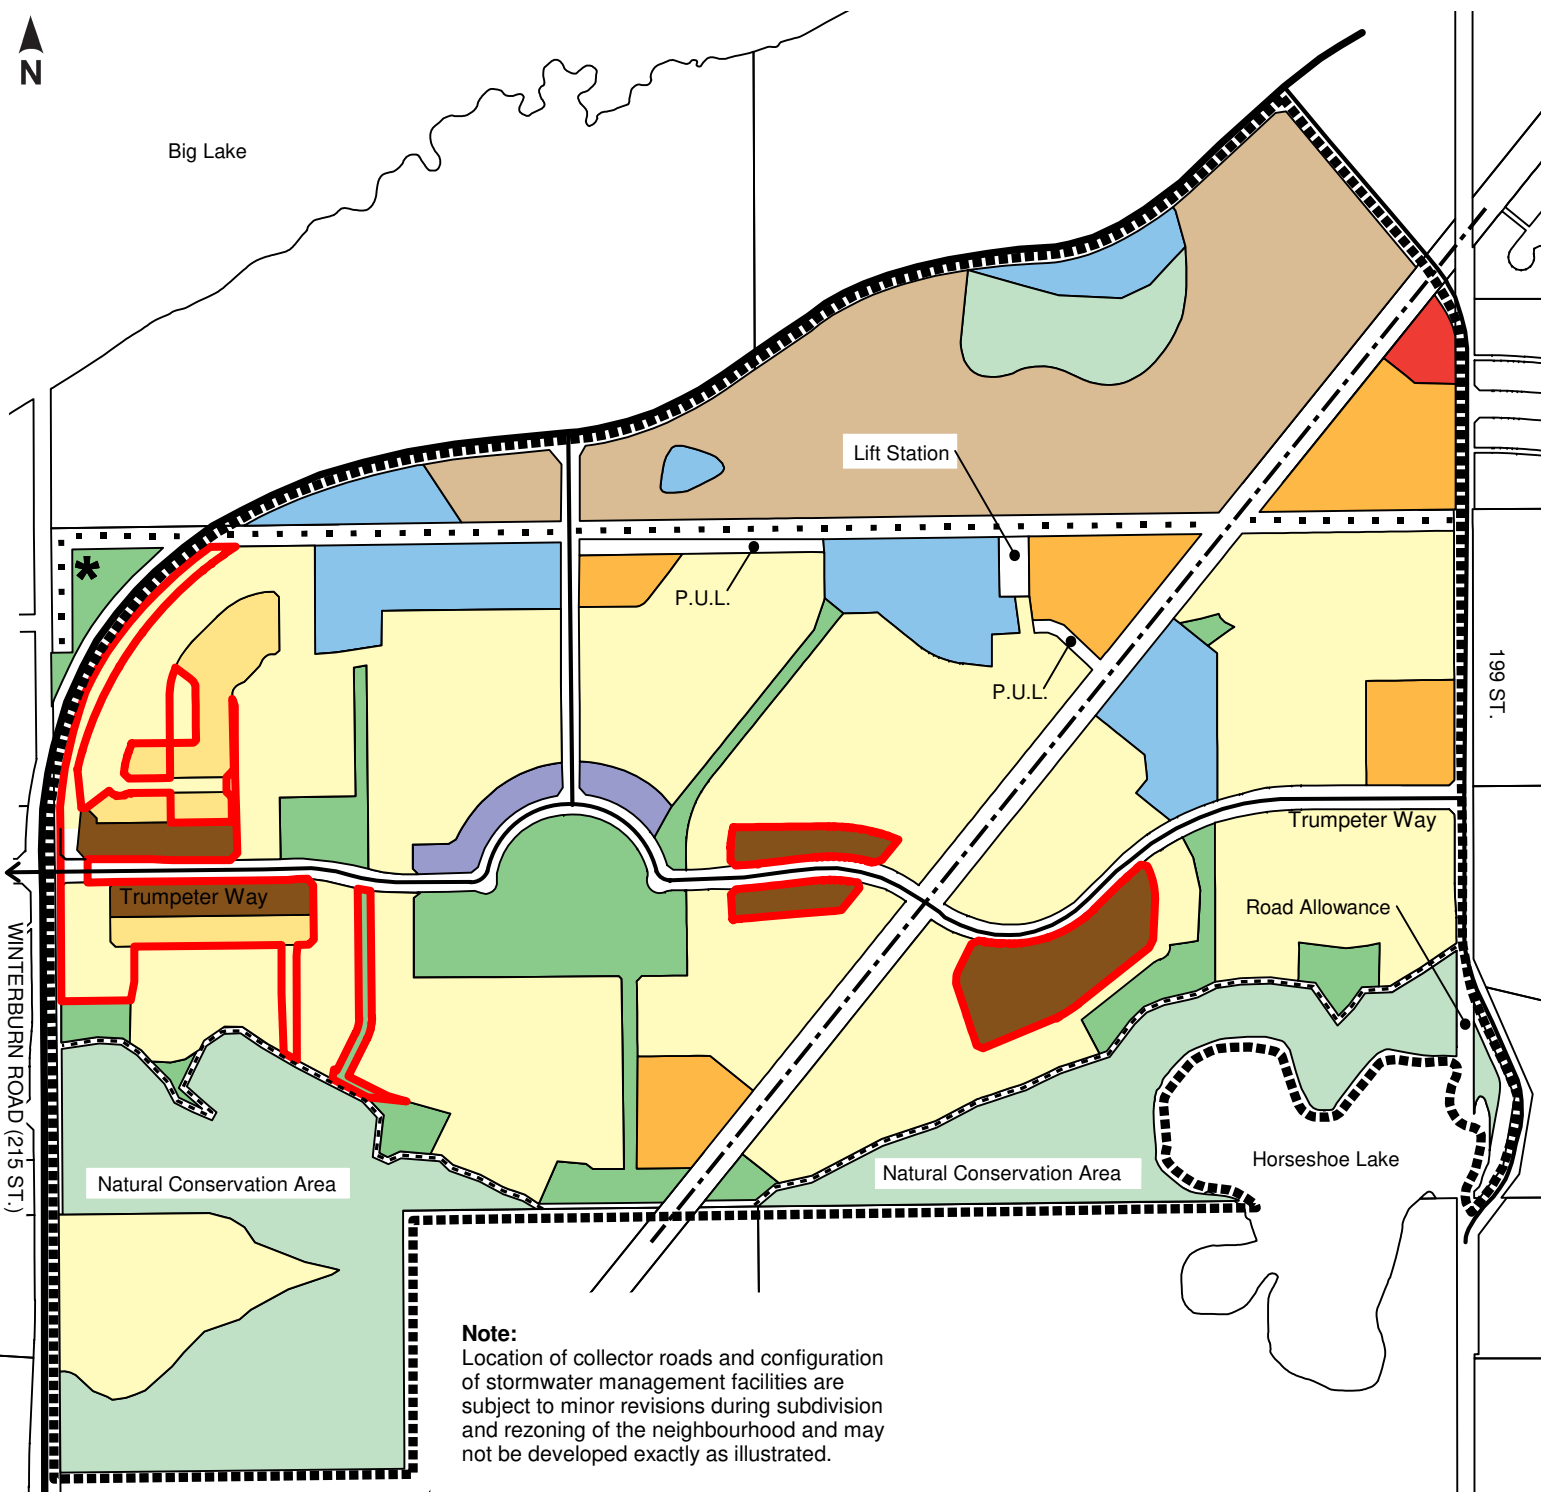 N
Big Lake
Lift Station
P.U.L.
P.U.L.
199 ST.
Trumpeter Way
Trumpeter Way
Road Allowance
WINTERBURN ROAD (215 ST.)
Natural Conservation Area
Natural Conservation Area
Horseshoe Lake
Note:
Location of collector roads and configuration
of stormwater management facilities are
subject to minor revisions during subdivision
and rezoning of the neighbourhood and may
not be developed exactly as illustrated.